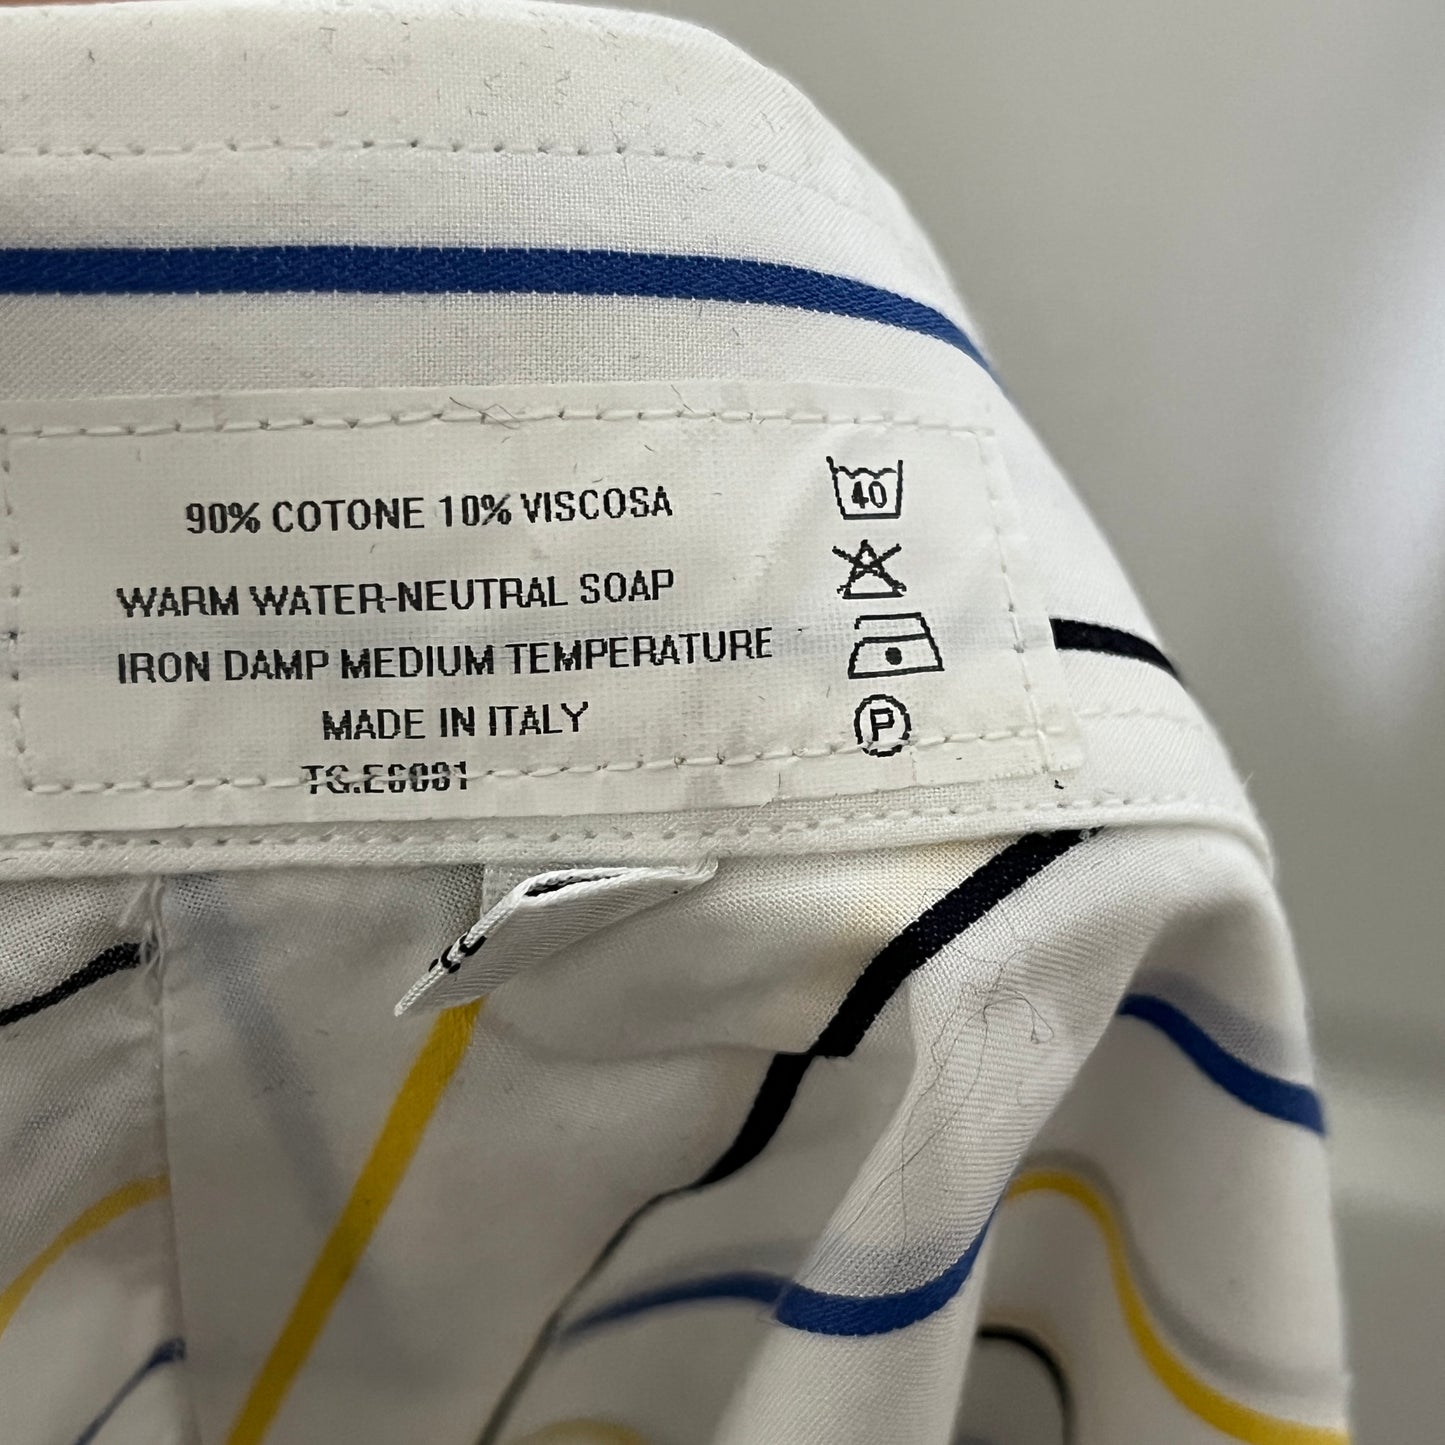 90% COTONE 10% VISCOSA
40
WARM WATER-NEUTRAL SOAP
IRON DAMP MEDIUM TEMPERATURE
MADE IN ITALY
P